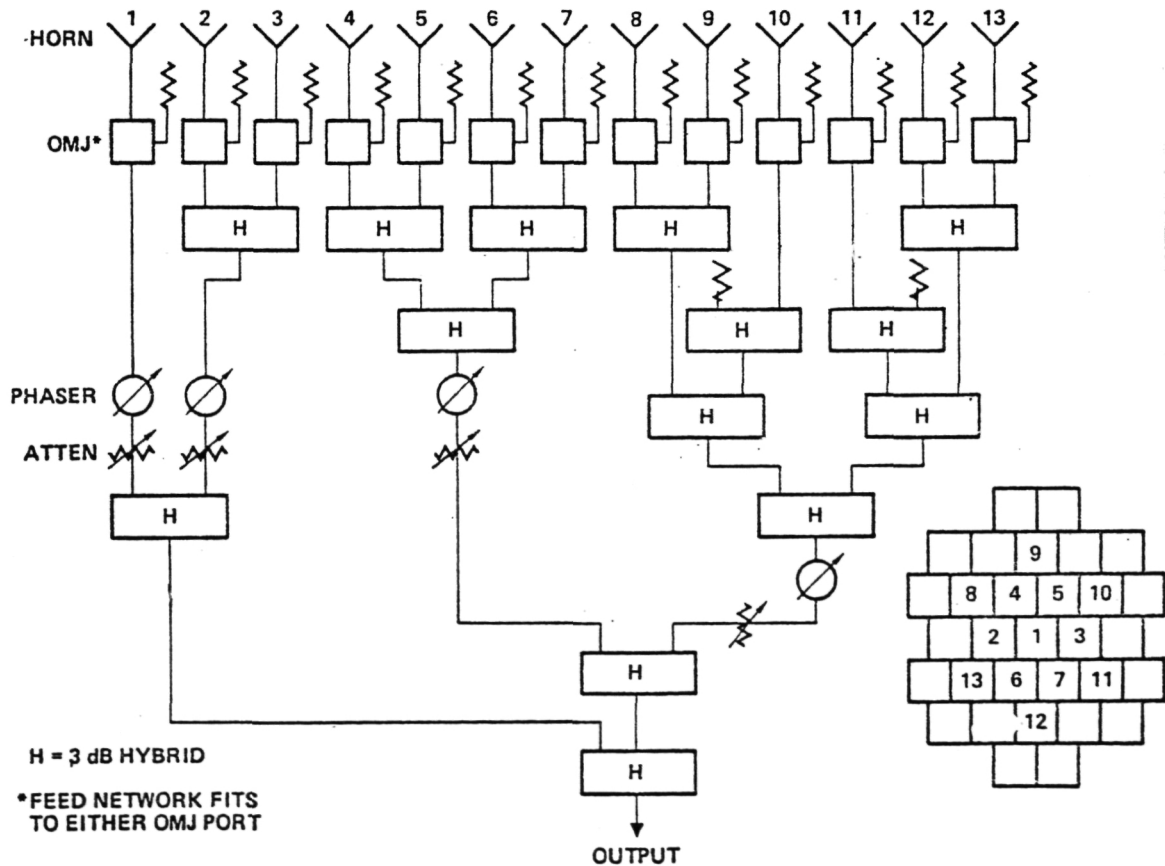 1 2 3 4 5 6 7 8 9 10 11 12 13
HORN
OMJ*
H H H H H
H H H
PHASER
H H
ATTEN
H H
9
8 4 5 10
2 1 3
H
13 6 7 11
12
H = 3 dB HYBRID
H
*FEED NETWORK FITS
TO EITHER OMJ PORT
OUTPUT